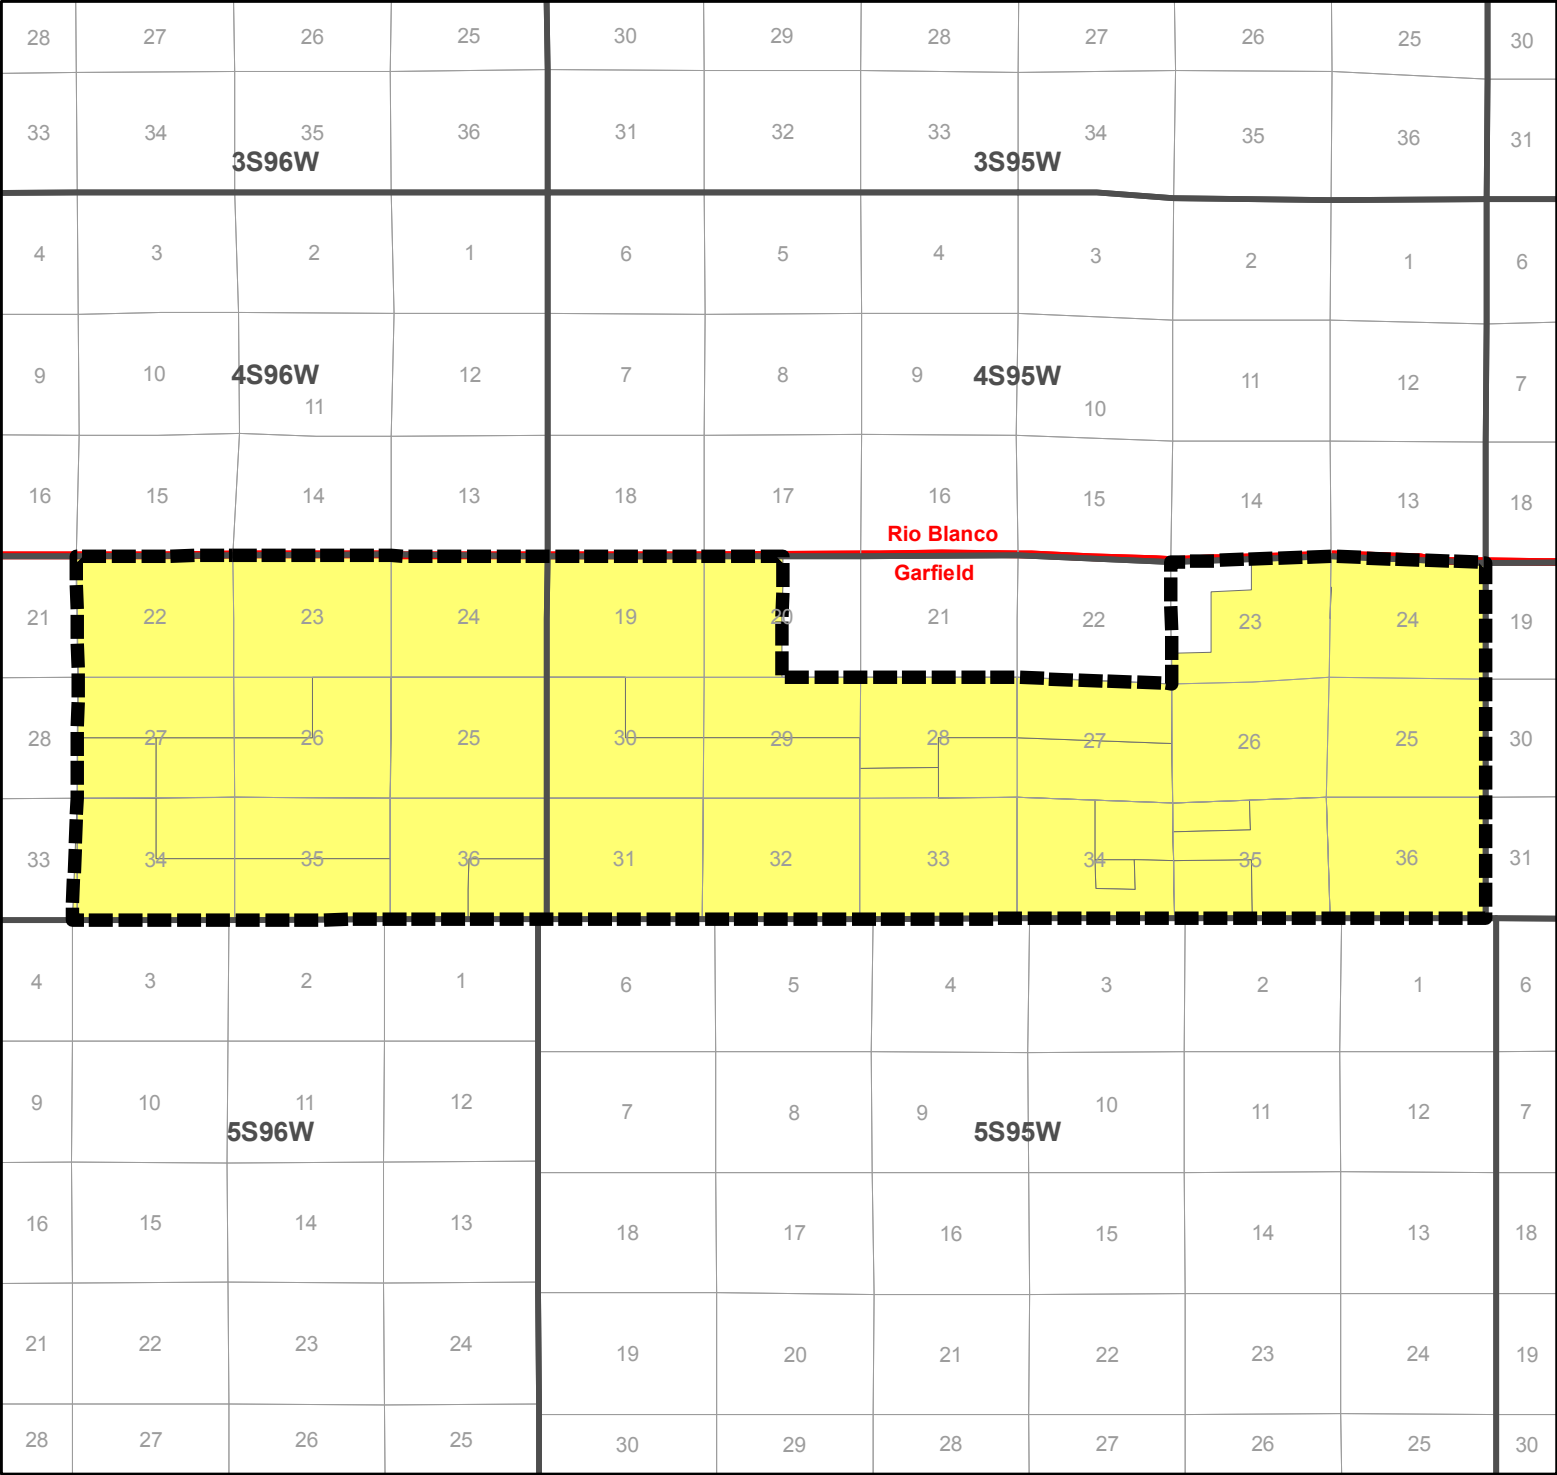 28 27 26 25 30 29 28 27 26 25 30
33 34 35 36 31 32 33 34 35 36 31
3S96W 3S95W
4 3 2 1 6 5 4 3 2 1 6
9 10 4S96W 12 7 8 9 4S95W 11 12 7
11 10
16 15 14 13 18 17 16 15 14 13 18
Rio Blanco
Garfield
21 22 23 24 19 20 21 22 23 24 19
28 27 26 25 30 29 28 27 26 25 30
33 34 35 36 31 32 33 34 35 36 31
4 3 2 1 6 5 4 3 2 1 6
9 10 11 12 7 8 9 10 11 12 7
5S96W 5S95W
16 15 14 13 18 17 16 15 14 13 18
21 22 23 24 19 20 21 22 23 24 19
28 27 26 25 30 29 28 27 26 25 30